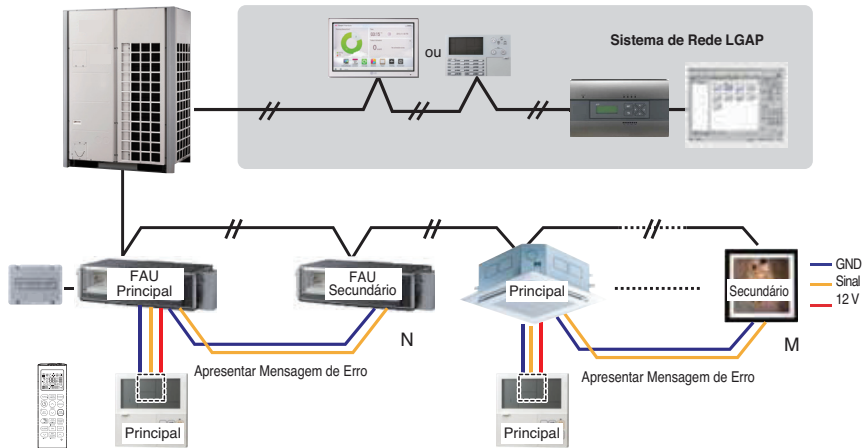 ou
Sistema de Rede LGAP
FAU
Principal
FAU
Secundário
Principal
Secundário
GND
Sinal
12 V
N
M
Apresentar Mensagem de Erro
Apresentar Mensagem de Erro
Principal
Principal